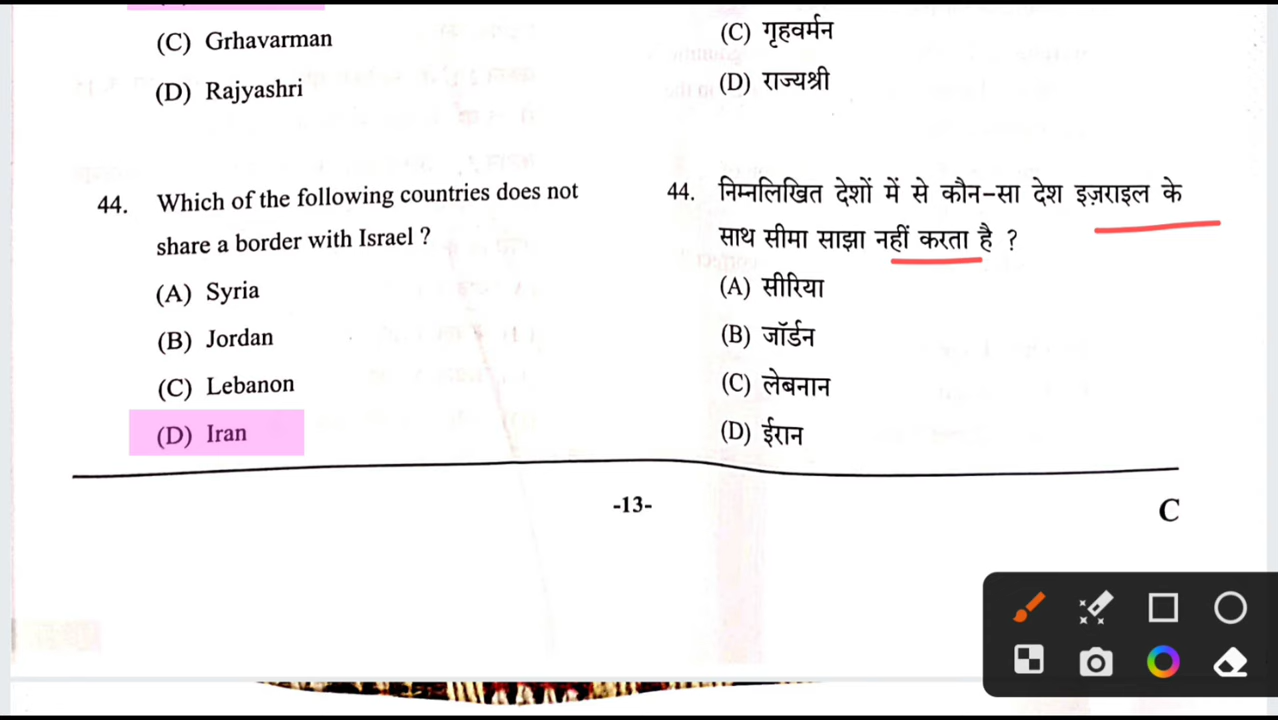 (C) Grhavarman
(D) Rajyashri
44. Which of the following countries does not
share a border with Israel ?
(A) Syria
(B) Jordan
(C) Lebanon
(D) Iran
(C) गृहवर्मन
(D) राज्यश्री
44. निम्नलिखित देशों में से कौन-सा देश इज़राइल के
साथ सीमा साझा नहीं करता है ?
(A) सीरिया
(B) जॉर्डन
(C) लेबनान
(D) ईरान
-13-
C